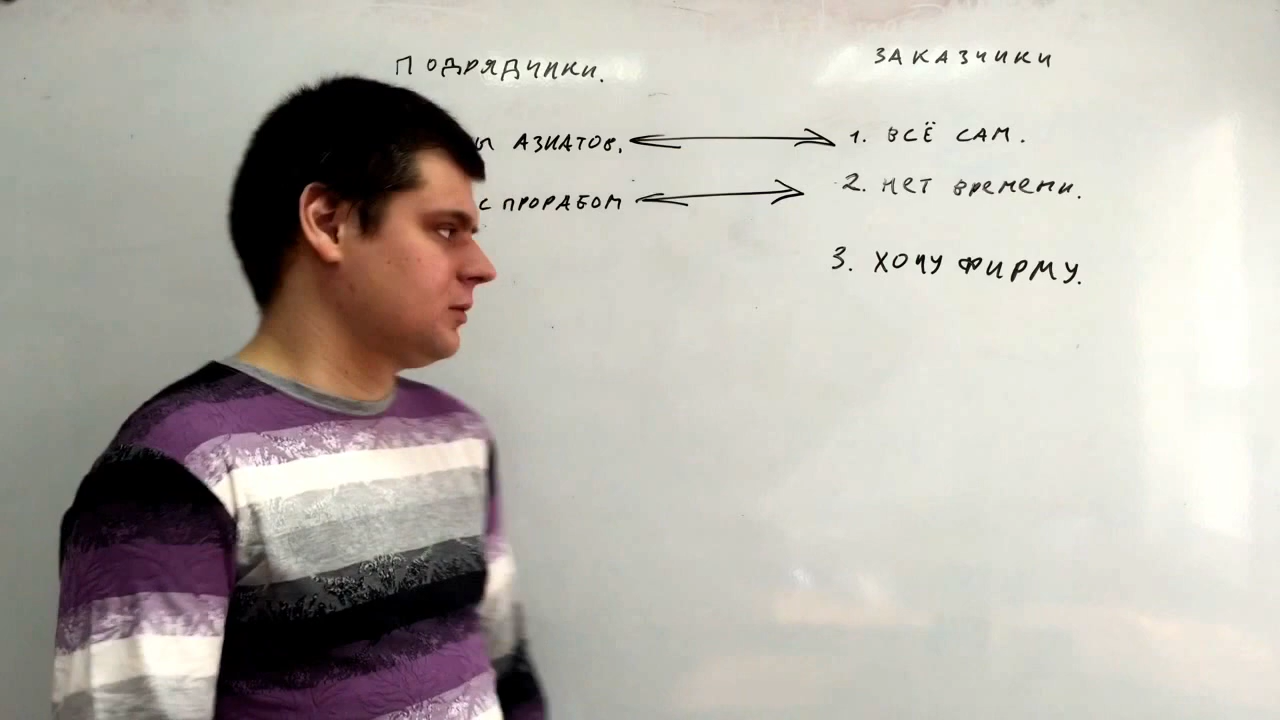 ПОДРЯДЧИКИ.
АЗИАТОВ.
С ПРОРАБОМ
ЗАКАЗЧИКИ
1. ВСЁ САМ.
2. НЕТ ВРЕМЕНИ.
3. ХОЧУ ФИРМУ.